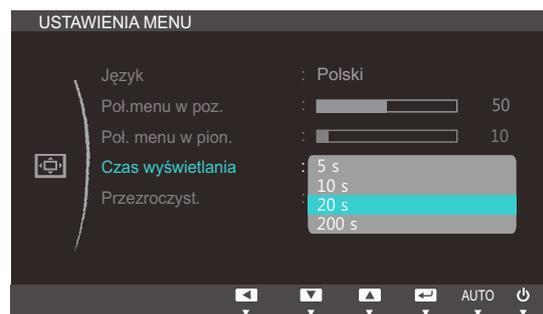 USTAWIENIA MENU
Język : Polski
Poł.menu w poz. : 50
Poł. menu w pion. : 10
Czas wyświetlania : 5 s
10 s
20 s
200 s
Przezroczyst. :
AUTO